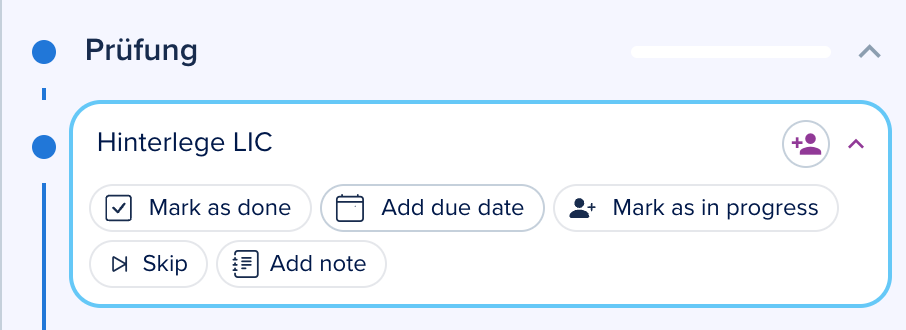 Prüfung
Hinterlege LIC
Mark as done Add due date Mark as in progress
Skip Add note